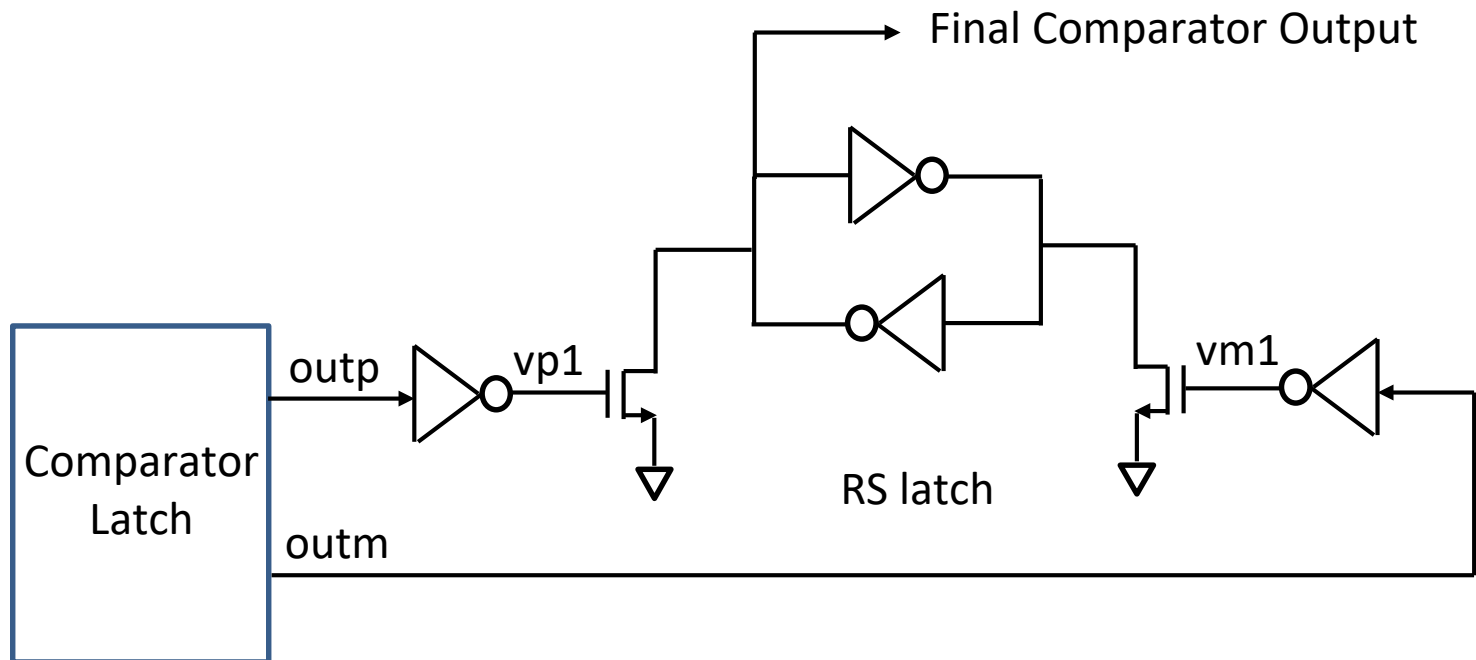 Final Comparator Output
outp
vp1
vm1
Comparator
Latch
RS latch
outm